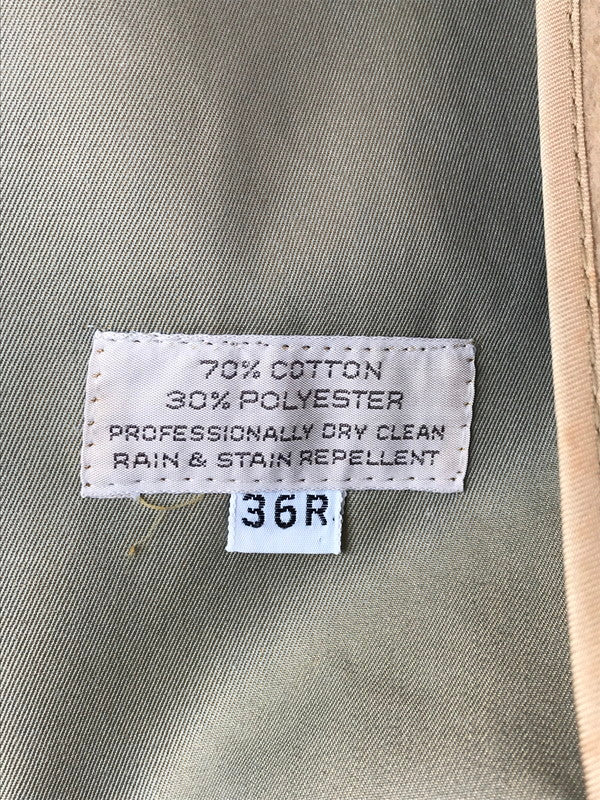 70% COTTON
30% POLYESTER
PROFESSIONALLY DRY CLEAN
RAIN & STAIN REPELLENT
36R